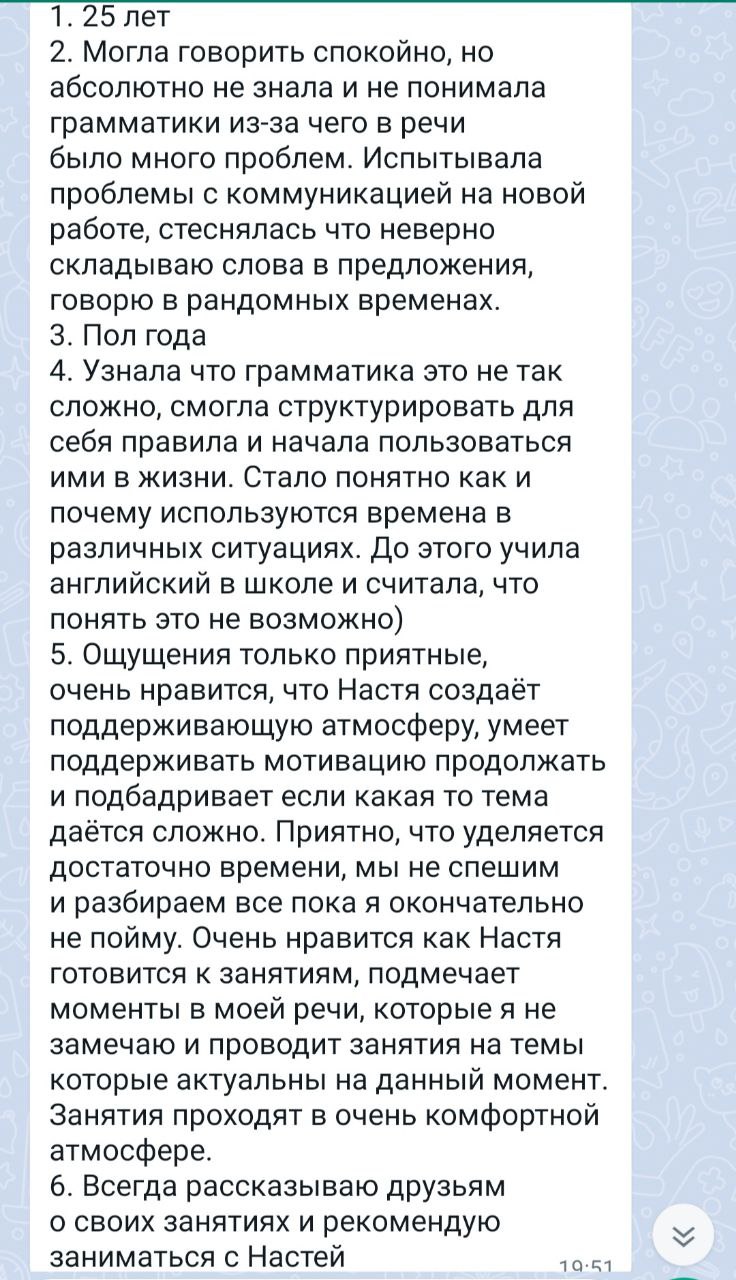 1. 25 лет
2. Могла говорить спокойно, но
абсолютно не знала и не понимала
грамматики из-за чего в речи
было много проблем. Испытывала
проблемы с коммуникацией на новой
работе, стеснялась что неверно
складываю слова в предложения,
говорю в рандомных временах.
3. Пол года
4. Узнала что грамматика это не так
сложно, смогла структурировать для
себя правила и начала пользоваться
ими в жизни. Стало понятно как и
почему используются времена в
различных ситуациях. До этого учила
английский в школе и считала, что
понять это не возможно)
5. Ощущения только приятные,
очень нравится, что Настя создаёт
поддерживающую атмосферу, умеет
поддерживать мотивацию продолжать
и подбадривает если какая то тема
даётся сложно. Приятно, что уделяется
достаточно времени, мы не спешим
и разбираем все пока я окончательно
не пойму. Очень нравится как Настя
готовится к занятиям, подмечает
моменты в моей речи, которые я не
замечаю и проводит занятия на темы
которые актуальны на данный момент.
Занятия проходят в очень комфортной
атмосфере.
6. Всегда рассказываю друзьям
о своих занятиях и рекомендую
заниматься с Настей
19:51